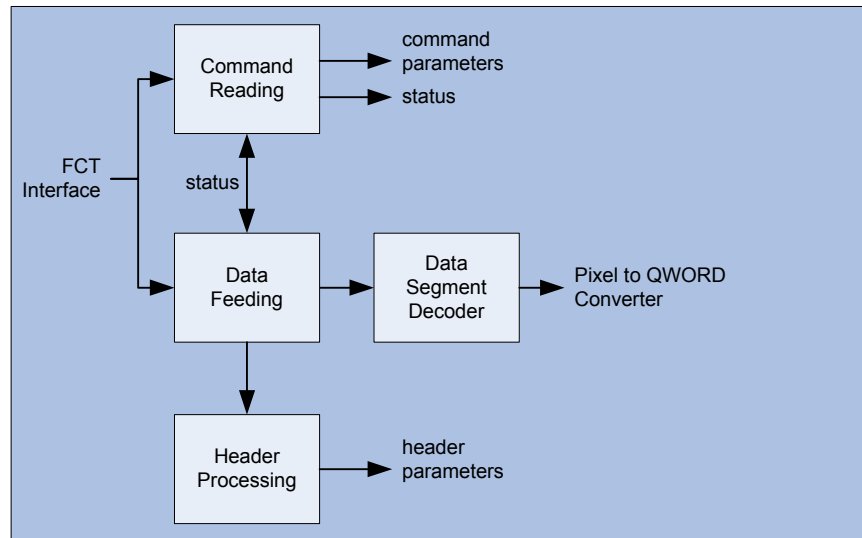 Command
Reading
command
parameters
status
FCT
Interface
status
Data
Feeding
Data
Segment
Decoder
Pixel to QWORD
Converter
Header
Processing
header
parameters